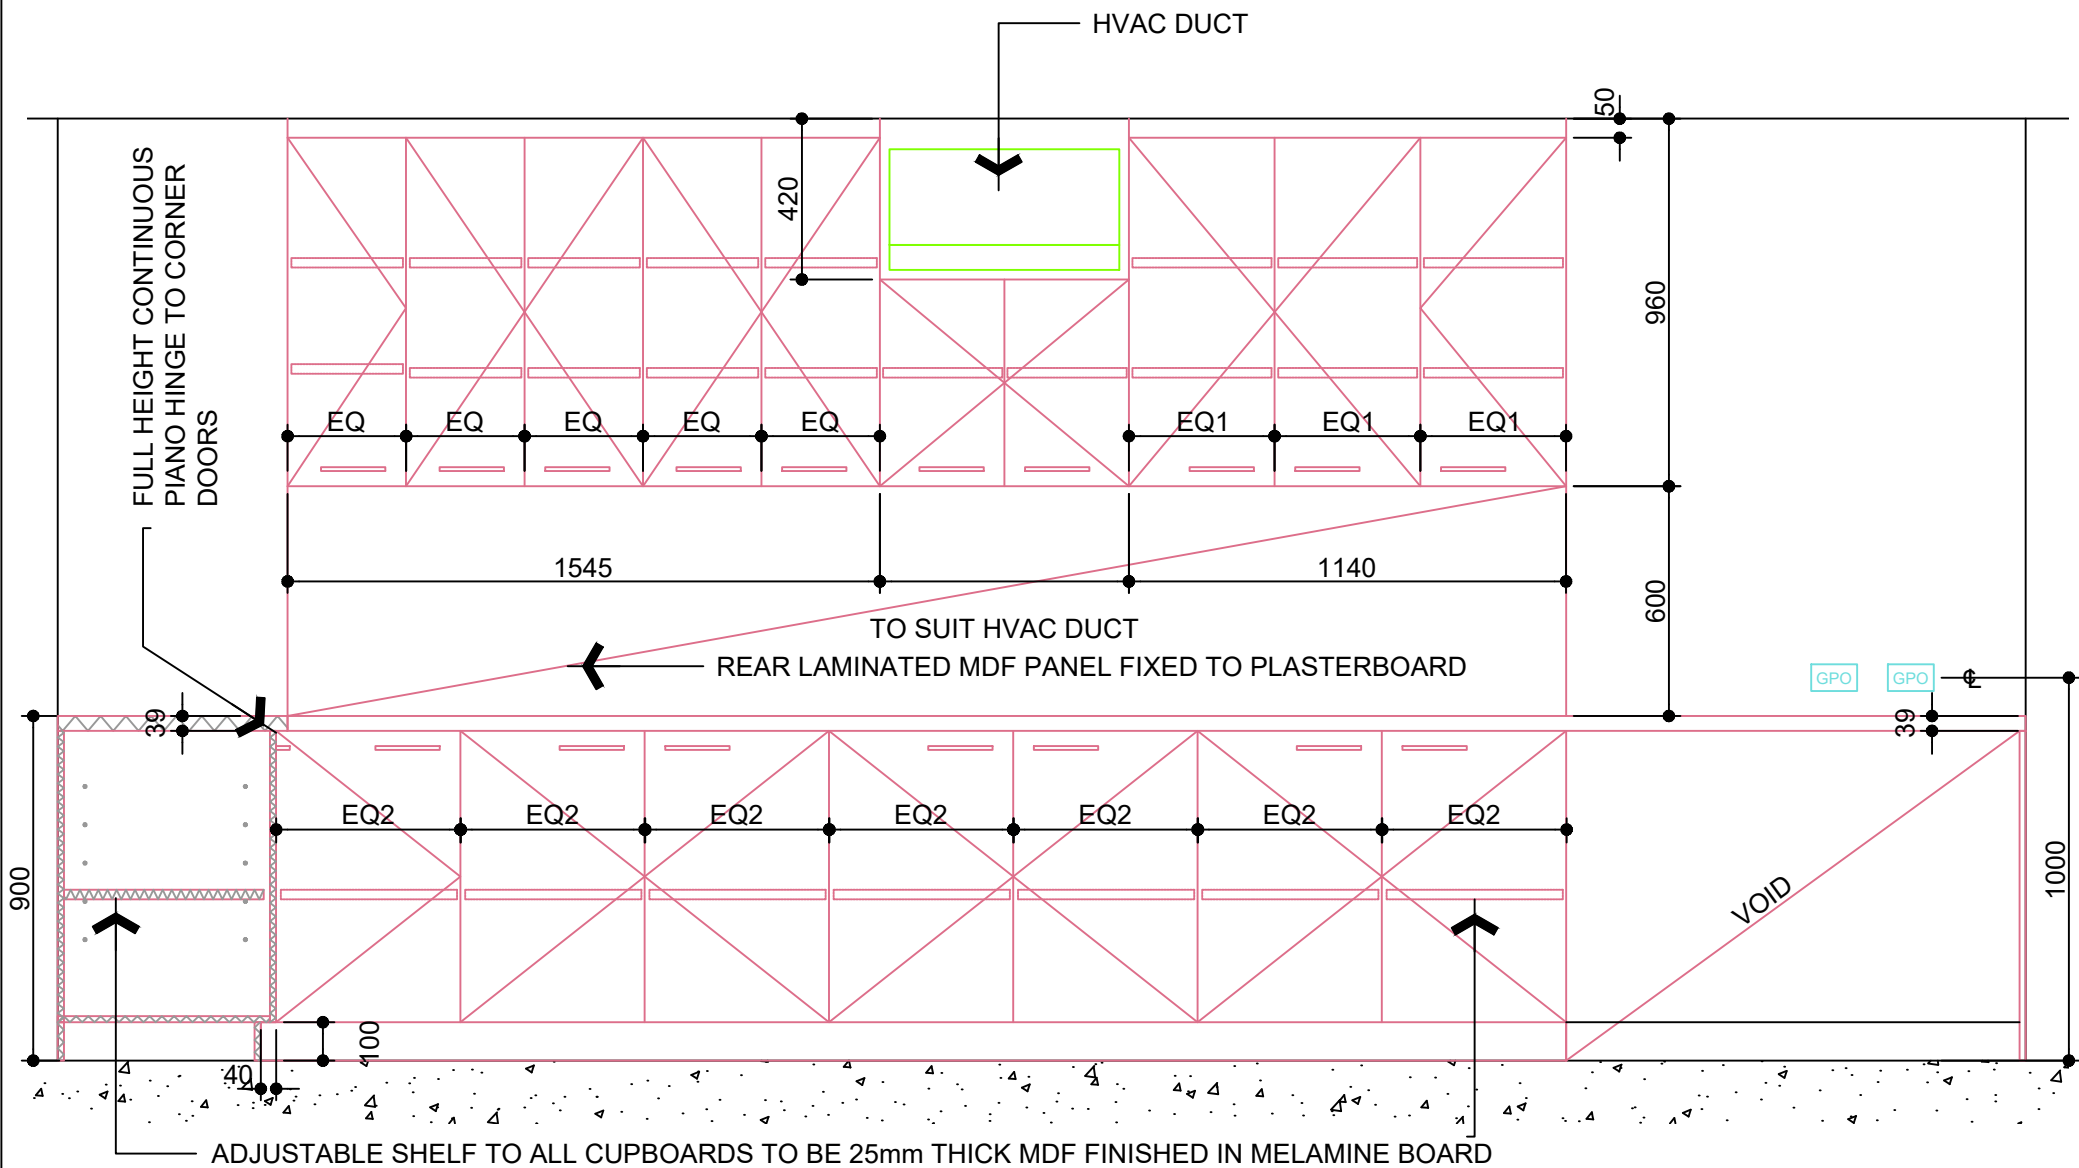 HVAC DUCT
50
FULL HEIGHT CONTINUOUS
PIANO HINGE TO CORNER
DOORS
420
960
EQ EQ EQ EQ EQ
EQ1 EQ1 EQ1
1545
1140
600
TO SUIT HVAC DUCT
REAR LAMINATED MDF PANEL FIXED TO PLASTERBOARD
GPO GPO ℄
39
39
EQ2 EQ2 EQ2 EQ2 EQ2 EQ2 EQ2
900
1000
VOID
100
40
ADJUSTABLE SHELF TO ALL CUPBOARDS TO BE 25mm THICK MDF FINISHED IN MELAMINE BOARD